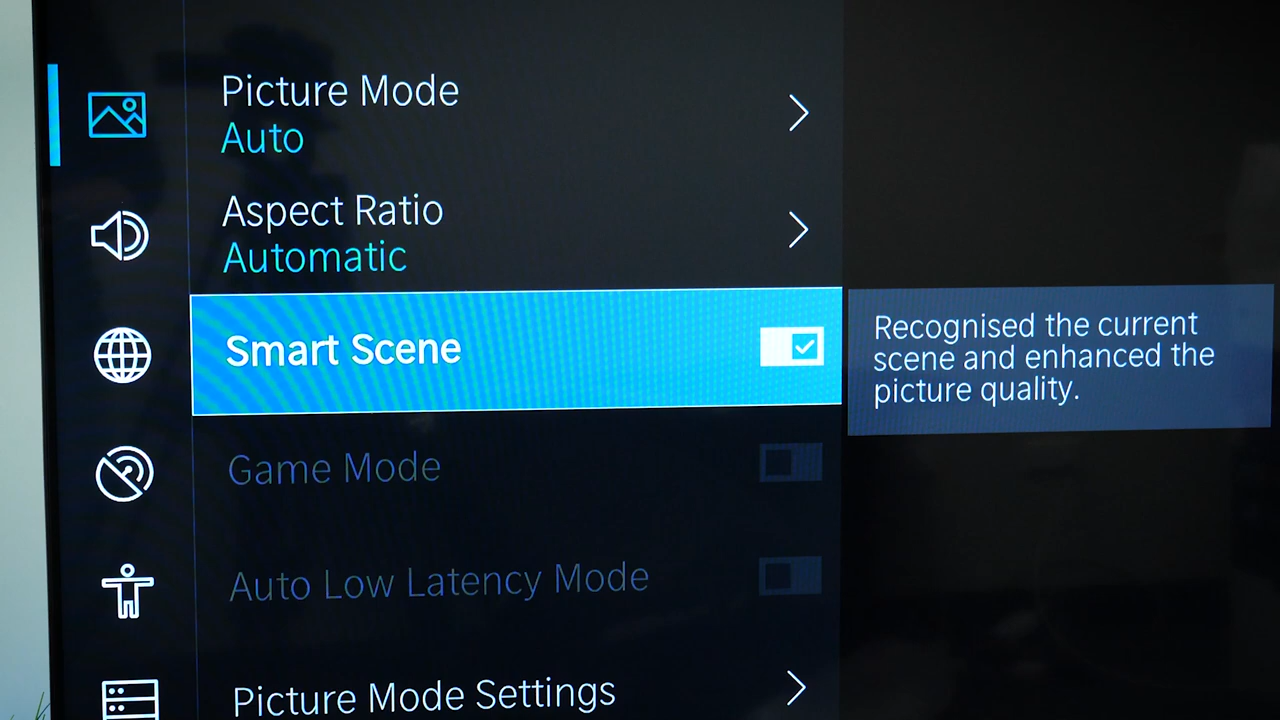 Picture Mode
Auto
Aspect Ratio
Automatic
Smart Scene
Recognised the current
scene and enhanced the
picture quality.
Game Mode
Auto Low Latency Mode
Picture Mode Settings